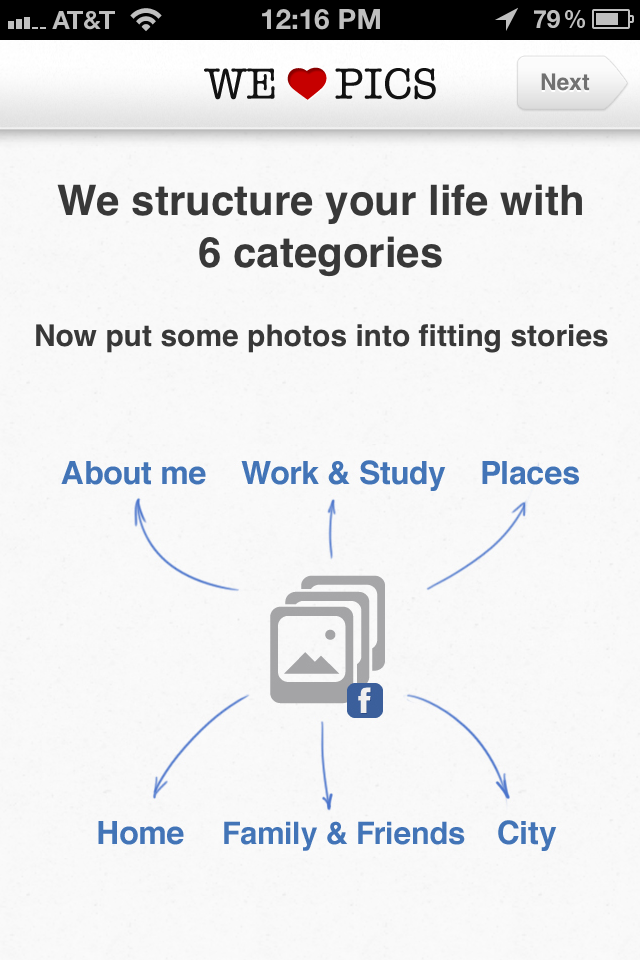 AT&T 12:16 PM 79%
WE PICS Next
We structure your life with
6 categories
Now put some photos into fitting stories
About me Work & Study Places
f
Home Family & Friends City